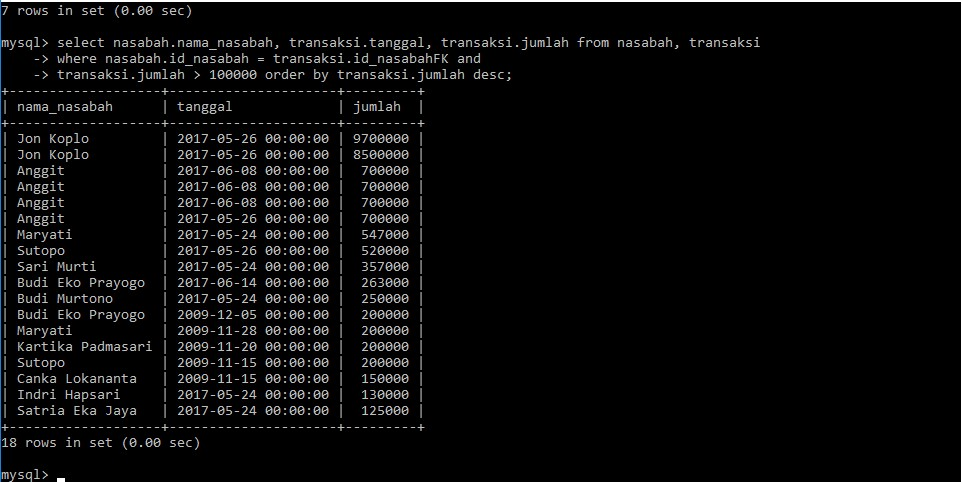 7 rows in set (0.00 sec)
mysql> select nasabah.nama_nasabah, transaksi.tanggal, transaksi.jumlah from nasabah, transaksi
    -> where nasabah.id_nasabah = transaksi.id_nasabahFK and
    -> transaksi.jumlah > 100000 order by transaksi.jumlah desc;
+-------------------+---------------------+---------+
| nama_nasabah      | tanggal             | jumlah  |
+-------------------+---------------------+---------+
| Jon Koplo         | 2017-05-26 00:00:00 | 9700000 |
| Jon Koplo         | 2017-05-26 00:00:00 | 8500000 |
| Anggit            | 2017-06-08 00:00:00 |  700000 |
| Anggit            | 2017-06-08 00:00:00 |  700000 |
| Anggit            | 2017-06-08 00:00:00 |  700000 |
| Anggit            | 2017-05-26 00:00:00 |  700000 |
| Maryati           | 2017-05-24 00:00:00 |  547000 |
| Sutopo            | 2017-05-26 00:00:00 |  520000 |
| Sari Murti        | 2017-05-24 00:00:00 |  357000 |
| Budi Eko Prayogo  | 2017-06-14 00:00:00 |  263000 |
| Budi Murtono      | 2017-05-24 00:00:00 |  250000 |
| Budi Eko Prayogo  | 2009-12-05 00:00:00 |  200000 |
| Maryati           | 2009-11-28 00:00:00 |  200000 |
| Kartika Padmasari | 2009-11-20 00:00:00 |  200000 |
| Sutopo            | 2009-11-15 00:00:00 |  200000 |
| Canka Lokananta   | 2009-11-15 00:00:00 |  150000 |
| Indri Hapsari     | 2017-05-24 00:00:00 |  130000 |
| Satria Eka Jaya   | 2017-05-24 00:00:00 |  125000 |
+-------------------+---------------------+---------+
18 rows in set (0.00 sec)
mysql> _